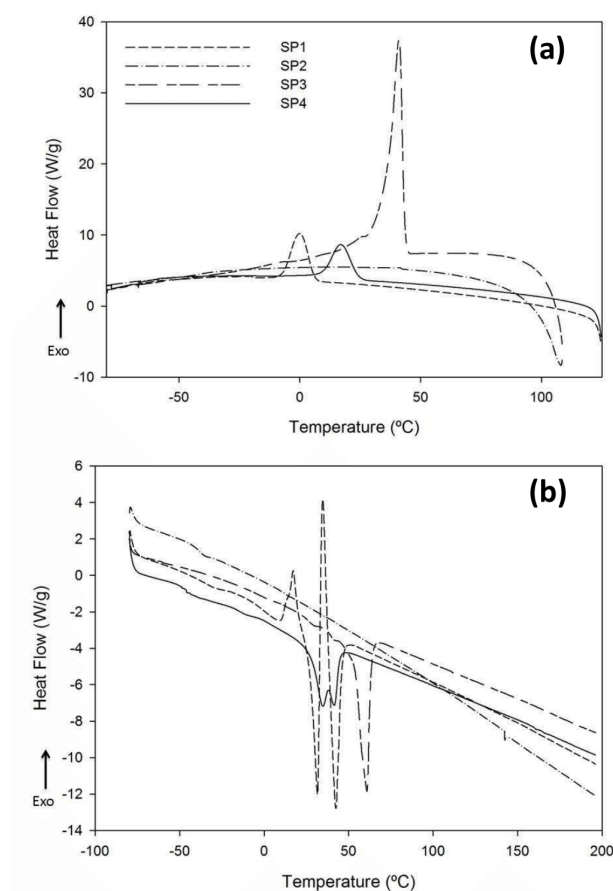 (a)
SP1
SP2
SP3
SP4
40
30
20
10
0
-10
Heat Flow (W/g)
Exo
-50
0
50
100
Temperature (ºC)
(b)
6
4
2
0
-2
-4
-6
-8
-10
-12
-14
Heat Flow (W/g)
Exo
-100
-50
0
50
100
150
200
Temperature (ºC)